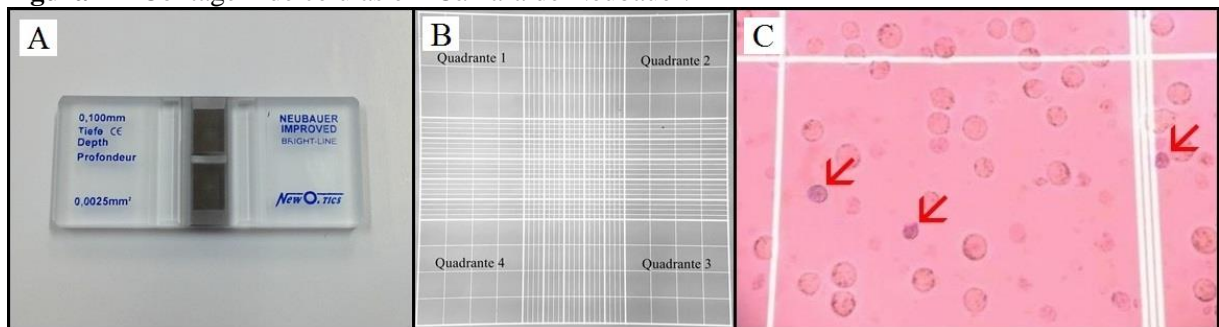 A
0,100mm
Tiefe CE
Depth
Profondeur
0,0025mm²
NEUBAUER
IMPROVED
BRIGHT-LINE
B
Quadrante 1
Quadrante 2
Quadrante 4
Quadrante 3
C